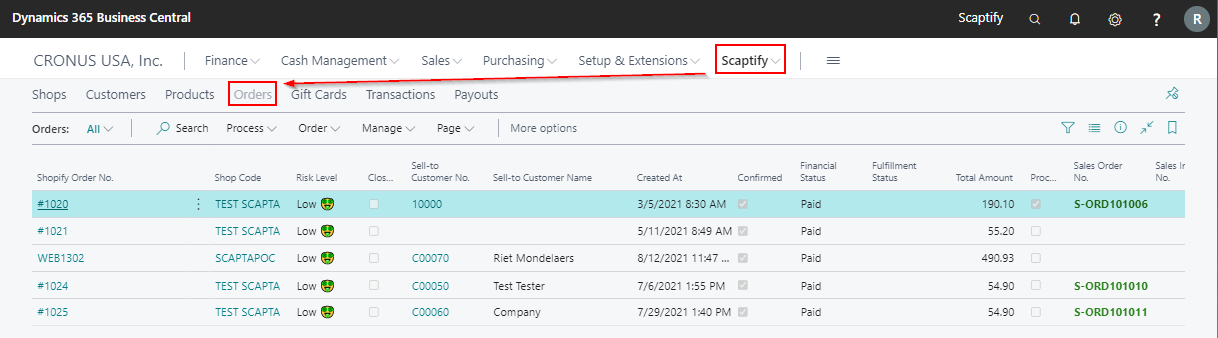 Dynamics 365 Business Central Scaptify ? R
CRONUS USA, Inc. Finance Cash Management Sales Purchasing Setup & Extensions Scaptify
Shops Customers Products Orders Gift Cards Transactions Payouts
Orders: All Search Process Order Manage Page More options
Shopify Order No. Shop Code Risk Level Clos... Sell-to Customer No. Sell-to Customer Name Created At Confirmed Financial Status Fulfillment Status Total Amount Proc... Sales Order No. Sales In No.
#1020 TEST SCAPTA Low 10000 3/5/2021 8:30 AM Paid 190.10 S-ORD101006
#1021 TEST SCAPTA Low 5/11/2021 8:49 AM Paid 55.20
WEB1302 SCAPTAPOC Low C00070 Riet Mondelaers 8/12/2021 11:47 ... Paid 490.93
#1024 TEST SCAPTA Low C00050 Test Tester 7/6/2021 1:55 PM Paid 54.90 S-ORD101010
#1025 TEST SCAPTA Low C00060 Company 7/29/2021 1:40 PM Paid 54.90 S-ORD101011